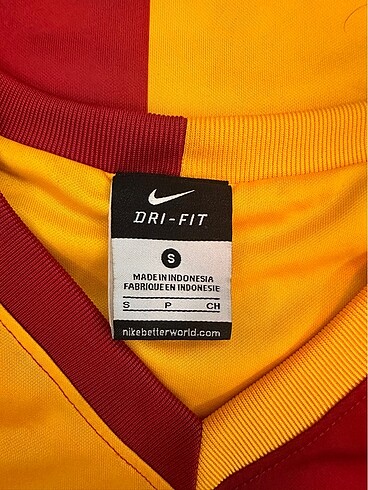 DRI-FIT
S
MADE IN INDONESIA
FABRIQUE EN INDONESIE
S P CH
nikebetterworld.com